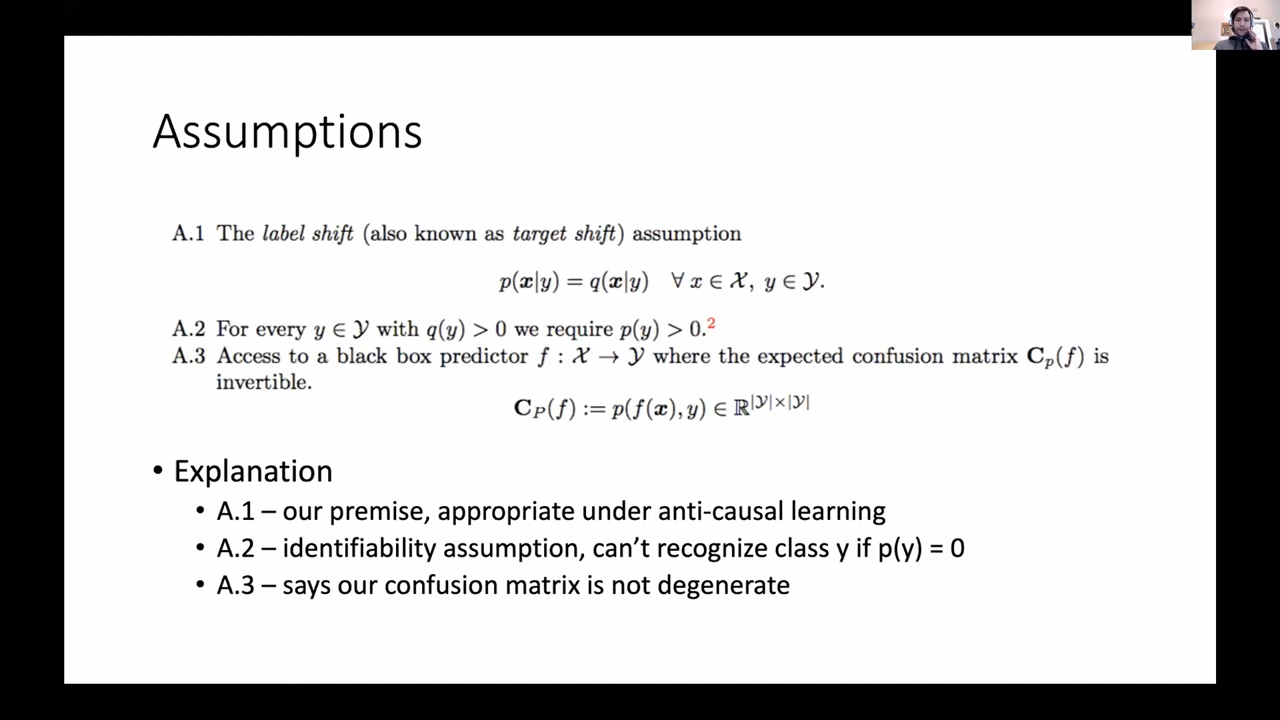 Assumptions
A.1 The label shift (also known as target shift) assumption
p(x|y) = q(x|y) ∀ x ∈ 𝒳, y ∈ 𝒴.
A.2 For every y ∈ 𝒴 with q(y) > 0 we require p(y) > 0.²
A.3 Access to a black box predictor f : 𝒳 → 𝒴 where the expected confusion matrix C_p(f) is
invertible.
C_P(f) := p(f(x), y) ∈ ℝ^{|𝒴|×|𝒴|}
• Explanation
• A.1 – our premise, appropriate under anti-causal learning
• A.2 – identifiability assumption, can’t recognize class y if p(y) = 0
• A.3 – says our confusion matrix is not degenerate